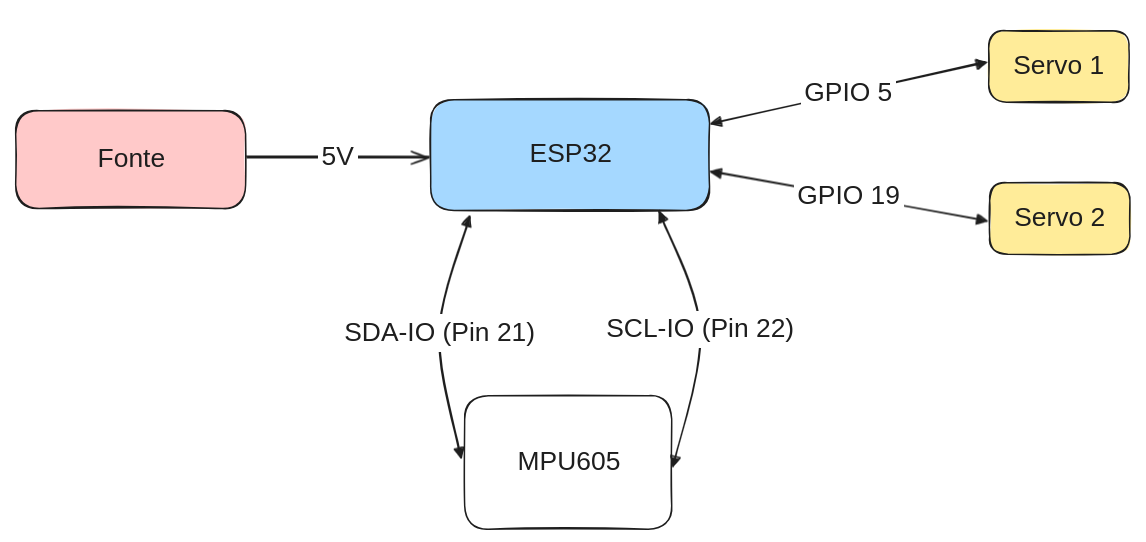 Fonte
5V
ESP32
GPIO 5
Servo 1
GPIO 19
Servo 2
SDA-IO (Pin 21)
SCL-IO (Pin 22)
MPU605